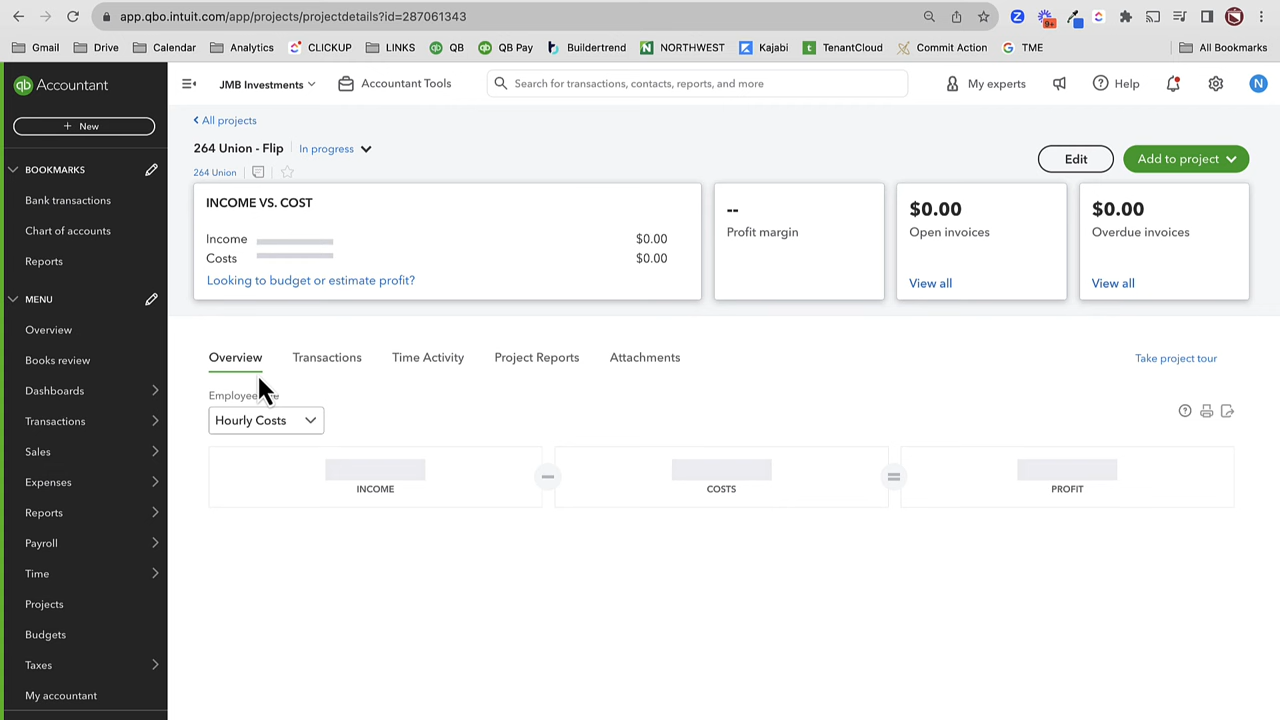 app.qbo.intuit.com/app/projects/projectdetails?id=287061343
9+
Gmail Drive Calendar Analytics CLICKUP LINKS QB QB Pay Buildertrend NORTHWEST Kajabi TenantCloud Commit Action TME All Bookmarks
qb Accountant
JMB Investments Accountant Tools Search for transactions, contacts, reports, and more My experts Help N
+ New
BOOKMARKS
Bank transactions
Chart of accounts
Reports
MENU
Overview
Books review
Dashboards
Transactions
Sales
Expenses
Reports
Payroll
Time
Projects
Budgets
Taxes
My accountant
All projects
264 Union - Flip In progress
264 Union
Edit Add to project
INCOME VS. COST
Income $0.00
Costs $0.00
Looking to budget or estimate profit?
--
Profit margin
$0.00
Open invoices
View all
$0.00
Overdue invoices
View all
Overview Transactions Time Activity Project Reports Attachments Take project tour
Employee
Hourly Costs
INCOME COSTS PROFIT